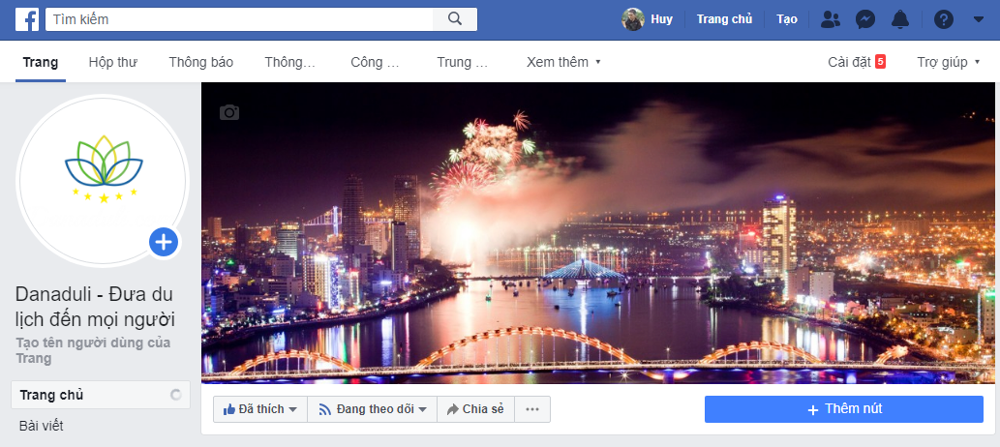 Tìm kiếm
Huy
Trang chủ
Tạo
Trang
Hộp thư
Thông báo
Thông…
Công …
Trung …
Xem thêm
Cài đặt 5
Trợ giúp
Danaduli - Đưa du
lịch đến mọi người
Tạo tên người dùng của
Trang
Trang chủ
Bài viết
Đã thích
Đang theo dõi
Chia sẻ
Thêm nút